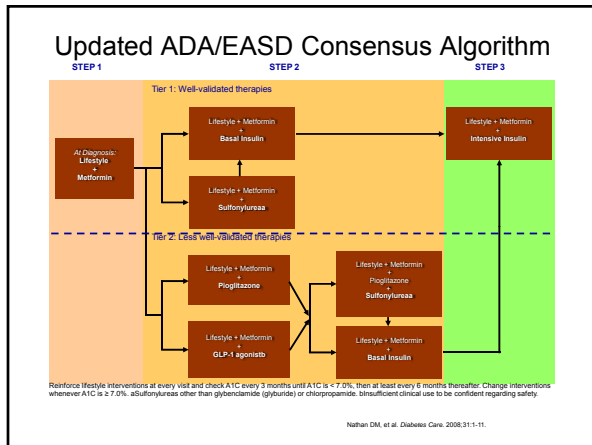 Updated ADA/EASD Consensus Algorithm
STEP 1
STEP 2
STEP 3
Tier 1: Well-validated therapies
At Diagnosis:
Lifestyle
+
Metformin
Lifestyle + Metformin
+
Basal Insulin
Lifestyle + Metformin
+
Sulfonylureaa
Lifestyle + Metformin
+
Intensive Insulin
Tier 2: Less well-validated therapies
Lifestyle + Metformin
+
Pioglitazone
Lifestyle + Metformin
+
GLP-1 agonistb
Lifestyle + Metformin
+
Pioglitazone
+
Sulfonylureaa
Lifestyle + Metformin
+
Basal Insulin
Reinforce lifestyle interventions at every visit and check A1C every 3 months until A1C is < 7.0%, then at least every 6 months thereafter. Change interventions
whenever A1C is ≥ 7.0%. aSulfonylureas other than glybenclamide (glyburide) or chlorpropamide. bInsufficient clinical use to be confident regarding safety.
Nathan DM, et al. Diabetes Care. 2008;31:1-11.